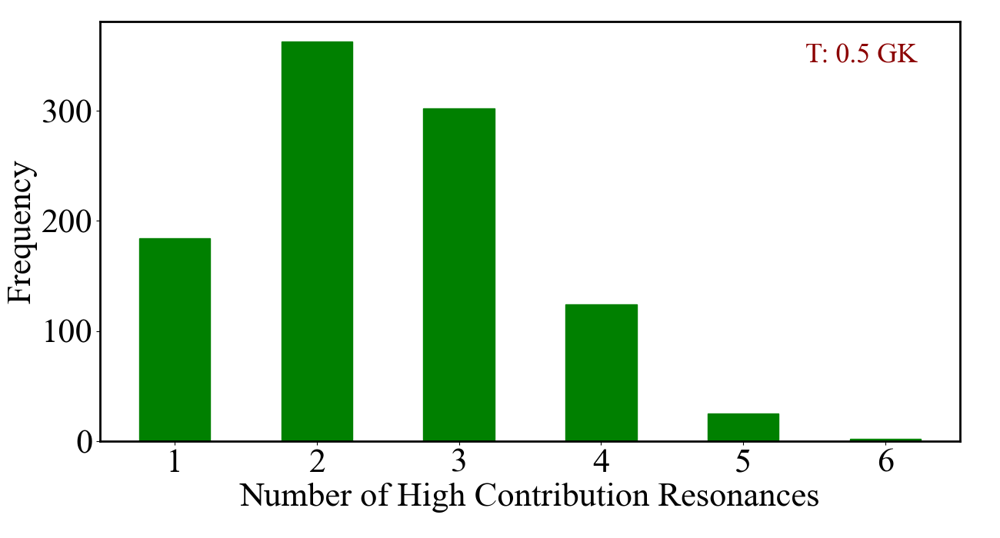 T: 0.5 GK
300
200
100
0
Frequency
1 2 3 4 5 6
Number of High Contribution Resonances